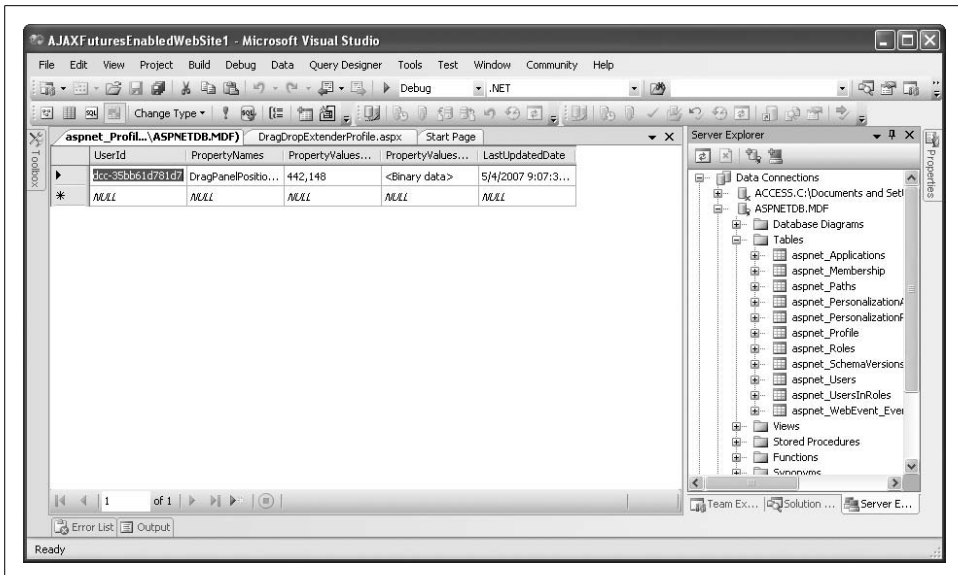 AJAXFuturesEnabledWebSite1 - Microsoft Visual Studio
File Edit View Project Build Debug Data Query Designer Tools Test Window Community Help
Debug .NET
Change Type
aspnet_Profil...\ASPNETDB.MDF) DragDropExtenderProfile.aspx Start Page
Toolbox
UserId PropertyNames PropertyValues... PropertyValues... LastUpdatedDate
dcc-35bb61d781d7 DragPanelPositio... 442,148 <Binary data> 5/4/2007 9:07:3...
NULL NULL NULL NULL NULL
1 of 1
Server Explorer
Properties
Data Connections
ACCESS.C:\Documents and Sett
ASPNETDB.MDF
Database Diagrams
Tables
aspnet_Applications
aspnet_Membership
aspnet_Paths
aspnet_PersonalizationA
aspnet_PersonalizationF
aspnet_Profile
aspnet_Roles
aspnet_SchemaVersions
aspnet_Users
aspnet_UsersInRoles
aspnet_WebEvent_Ever
Views
Stored Procedures
Functions
Synonyms
Team Ex... Solution ... Server E...
Error List Output
Ready